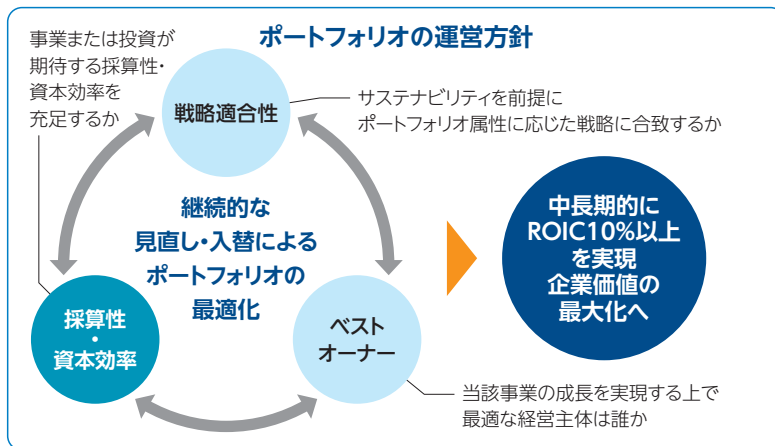 ポートフォリオの運営方針
事業または投資が
期待する採算性・
資本効率を
充足するか
戦略適合性
サステナビリティを前提に
ポートフォリオ属性に応じた戦略に合致するか
継続的な
見直し・入替による
ポートフォリオの
最適化
中長期的に
ROIC10%以上
を実現
企業価値の
最大化へ
採算性
・
資本効率
ベスト
オーナー
当該事業の成長を実現する上で
最適な経営主体は誰か